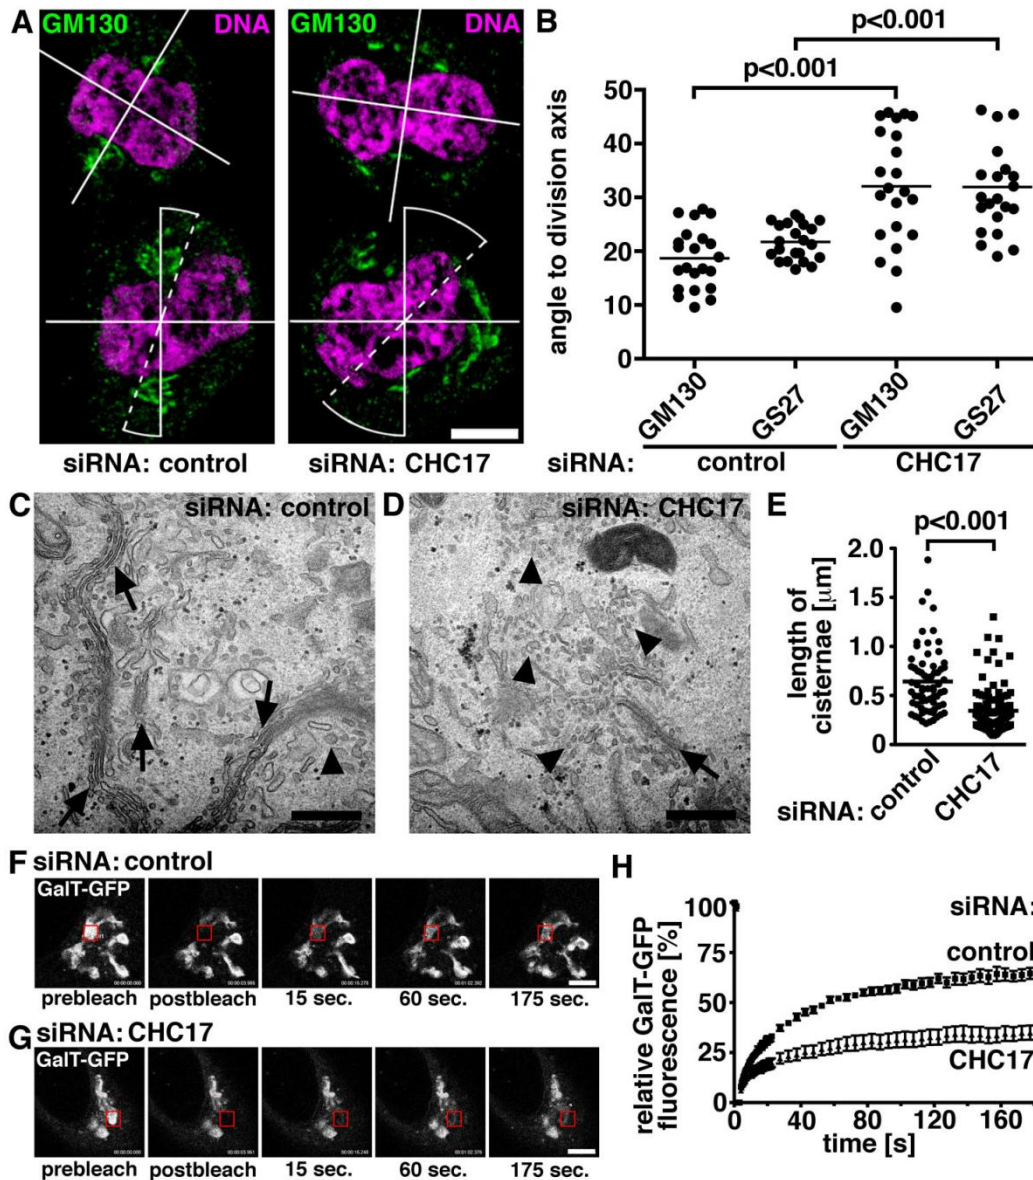 A
GM130 DNA
GM130 DNA
siRNA: control
siRNA: CHC17
B
p<0.001
p<0.001
angle to division axis
50
40
30
20
10
0
GM130
GS27
GM130
GS27
siRNA: control CHC17
C
siRNA: control
D
siRNA: CHC17
E
p<0.001
length of
cisternae [μm]
2.0
1.5
1.0
0.5
0
siRNA: control CHC17
F siRNA: control
GalT-GFP
prebleach postbleach 15 sec. 60 sec. 175 sec.
G siRNA: CHC17
GalT-GFP
prebleach postbleach 15 sec. 60 sec. 175 sec.
H
relative GalT-GFP
fluorescence [%]
100
75
50
25
0
siRNA:
control
CHC17
0 40 80 120 160
time [s]